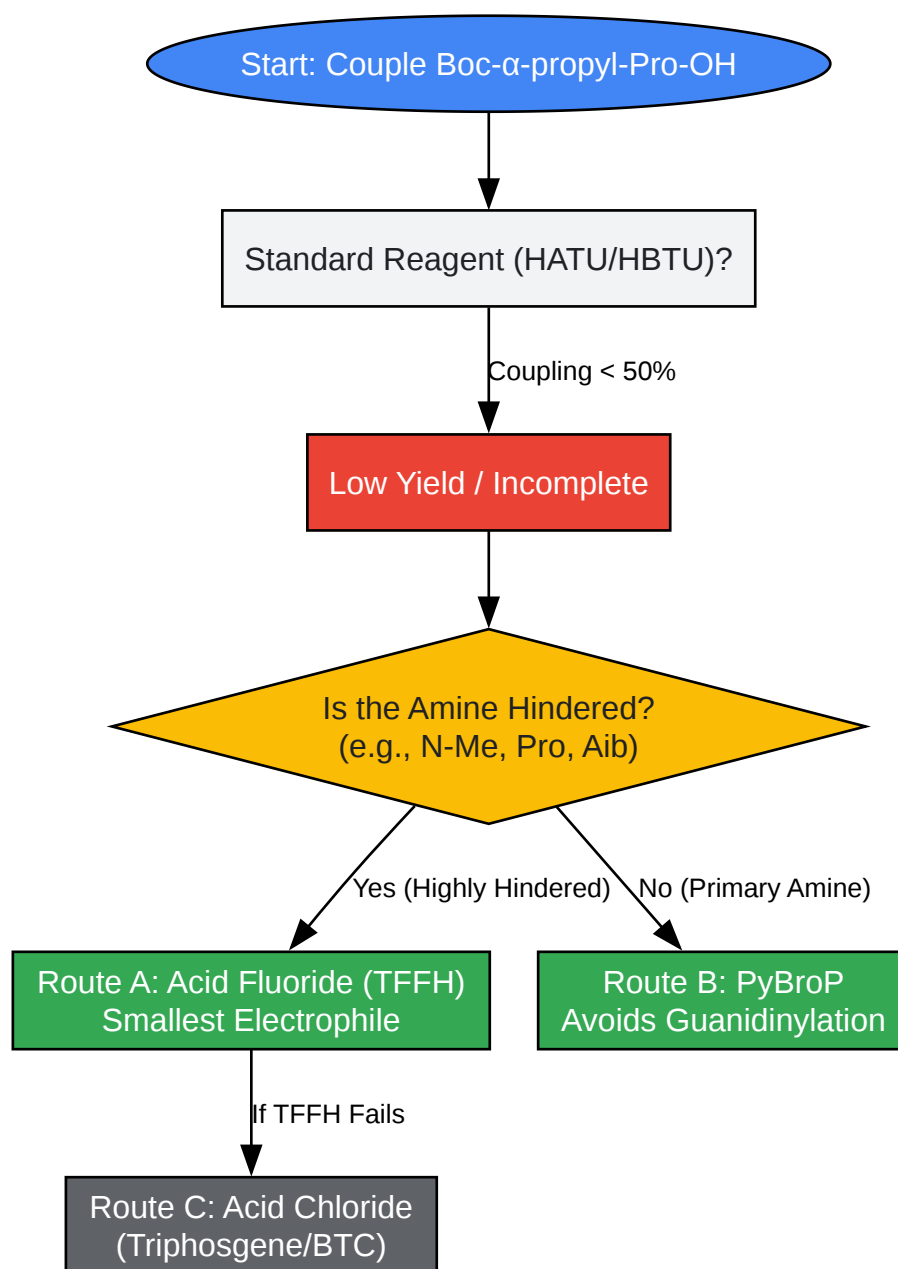 Start: Couple Boc-α-propyl-Pro-OH
Standard Reagent (HATU/HBTU)?
Coupling < 50%
Low Yield / Incomplete
Is the Amine Hindered?
(e.g., N-Me, Pro, Aib)
Yes (Highly Hindered)
No (Primary Amine)
Route A: Acid Fluoride (TFFH)
Smallest Electrophile
Route B: PyBroP
Avoids Guanidinylation
If TFFH Fails
Route C: Acid Chloride
(Triphosgene/BTC)